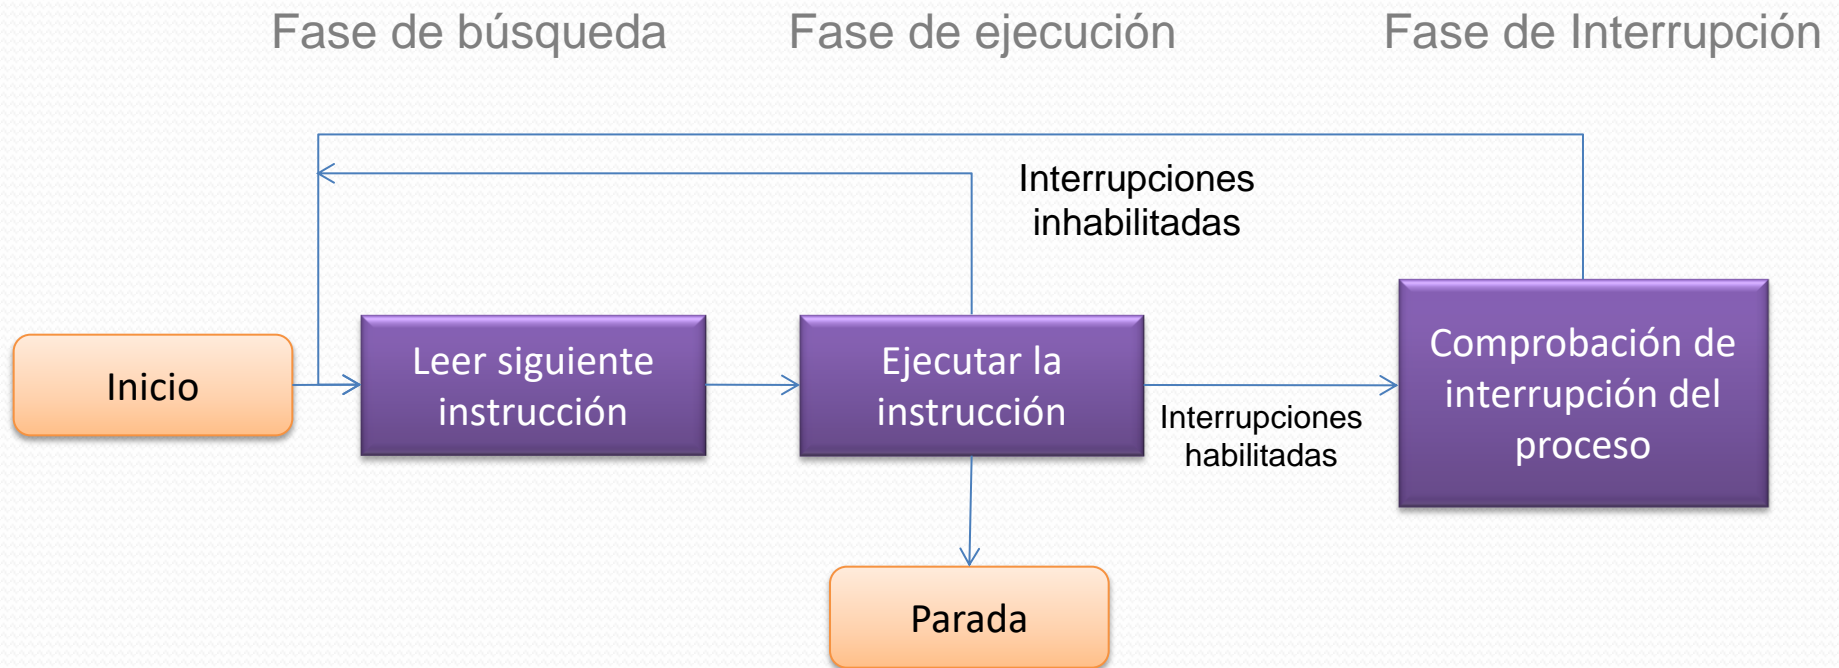 Fase de búsqueda
Fase de ejecución
Fase de Interrupción
Interrupciones
inhabilitadas
Inicio
Leer siguiente
instrucción
Ejecutar la
instrucción
Interrupciones
habilitadas
Comprobación de
interrupción del
proceso
Parada